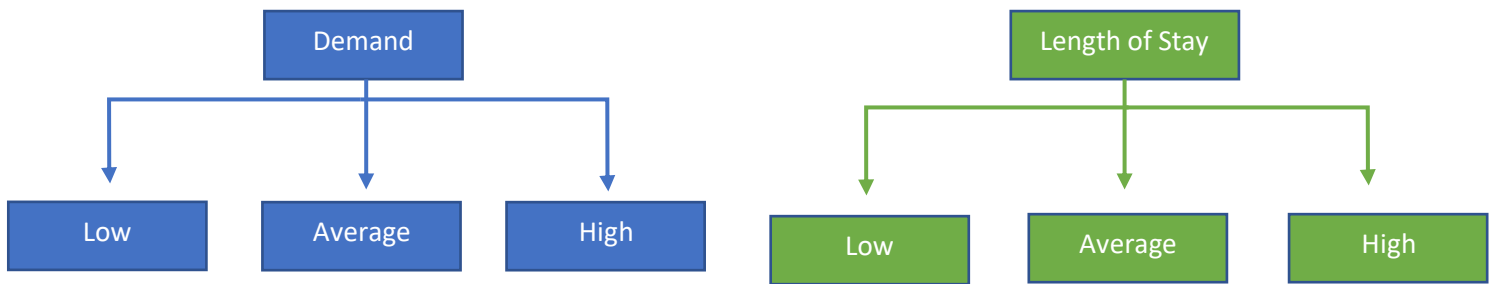 Demand
Low
Average
High
Length of Stay
Low
Average
High